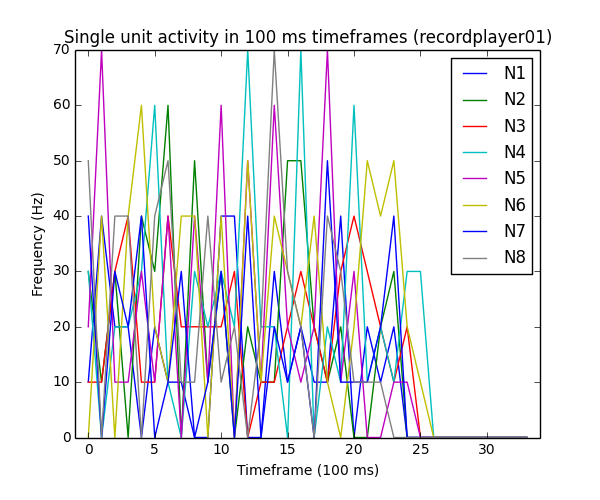 Single unit activity in 100 ms timeframes (recordplayer01)
70
60
50
40
30
20
10
0
Frequency (Hz)
N1
N2
N3
N4
N5
N6
N7
N8
0 5 10 15 20 25 30
Timeframe (100 ms)